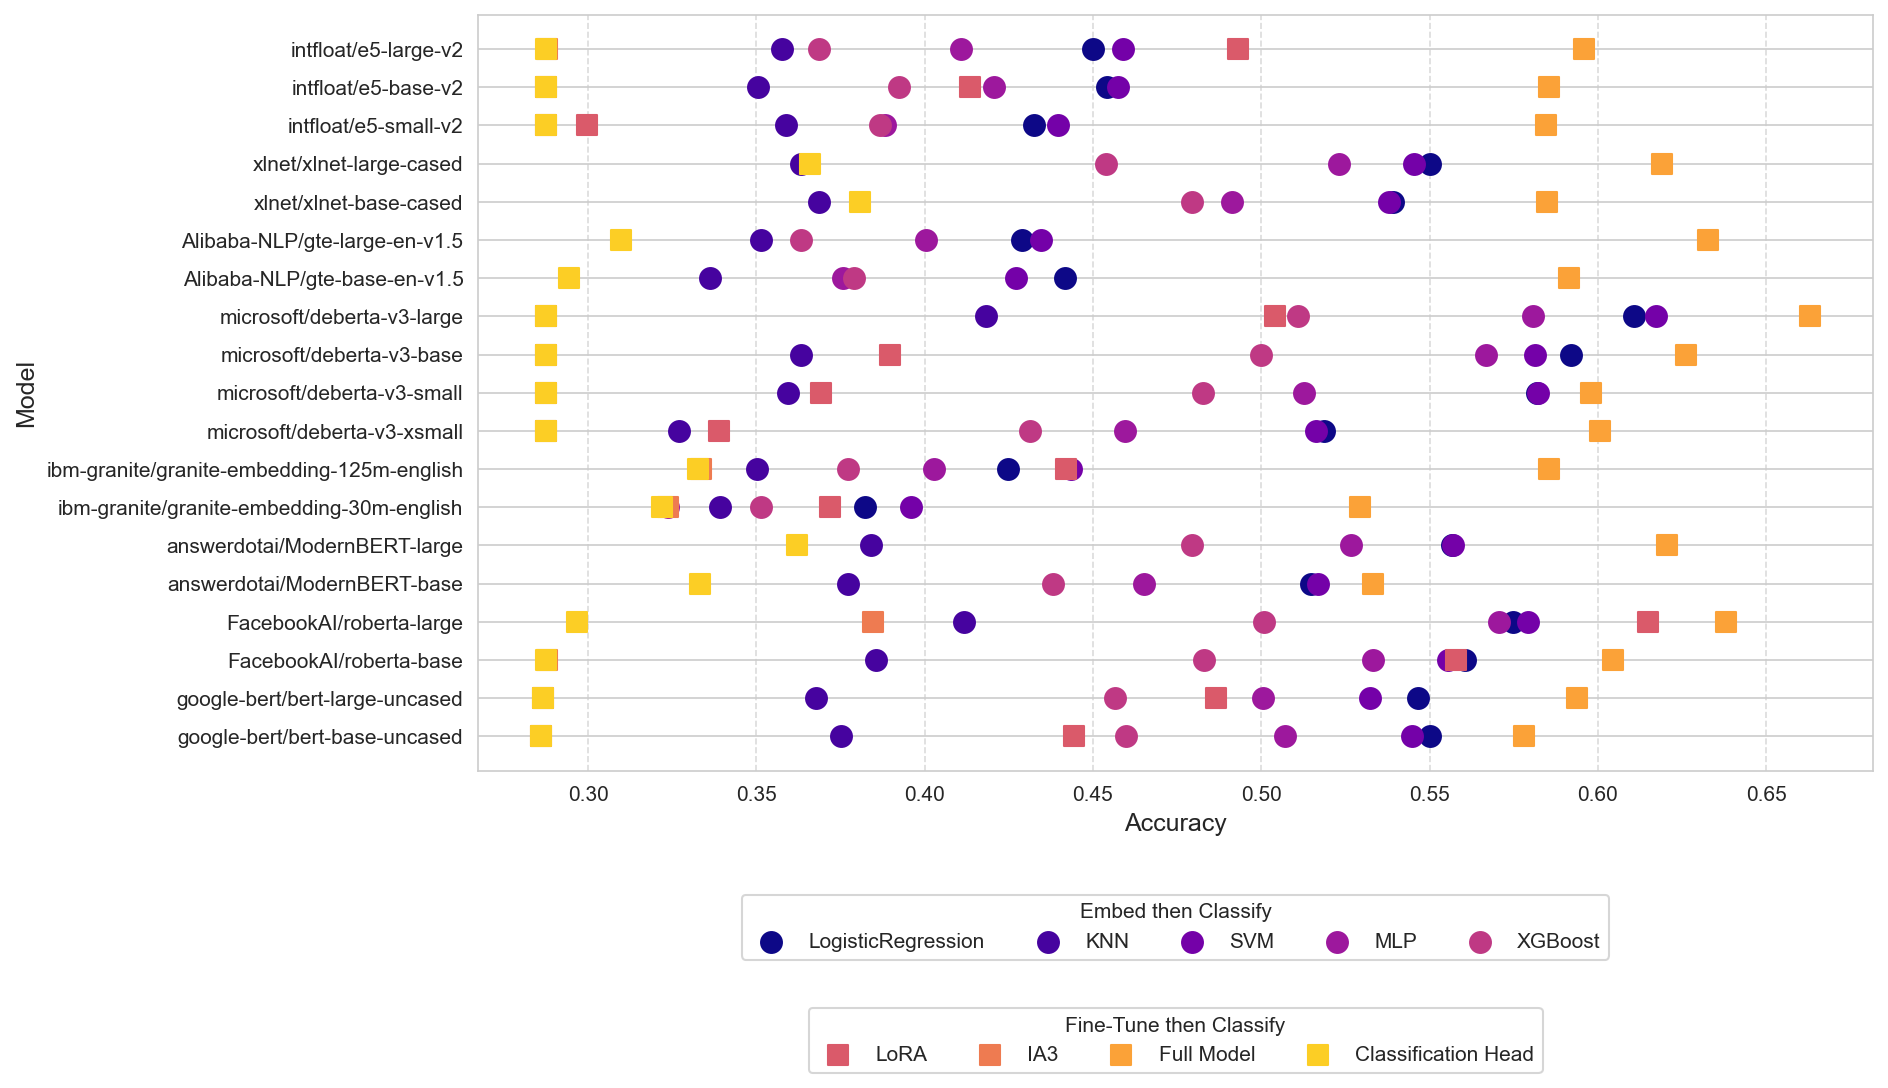 Model
intfloat/e5-large-v2
intfloat/e5-base-v2
intfloat/e5-small-v2
xlnet/xlnet-large-cased
xlnet/xlnet-base-cased
Alibaba-NLP/gte-large-en-v1.5
Alibaba-NLP/gte-base-en-v1.5
microsoft/deberta-v3-large
microsoft/deberta-v3-base
microsoft/deberta-v3-small
microsoft/deberta-v3-xsmall
ibm-granite/granite-embedding-125m-english
ibm-granite/granite-embedding-30m-english
answerdotai/ModernBERT-large
answerdotai/ModernBERT-base
FacebookAI/roberta-large
FacebookAI/roberta-base
google-bert/bert-large-uncased
google-bert/bert-base-uncased
0.30 0.35 0.40 0.45 0.50 0.55 0.60 0.65
Accuracy
Embed then Classify
LogisticRegression KNN SVM MLP XGBoost
Fine-Tune then Classify
LoRA IA3 Full Model Classification Head